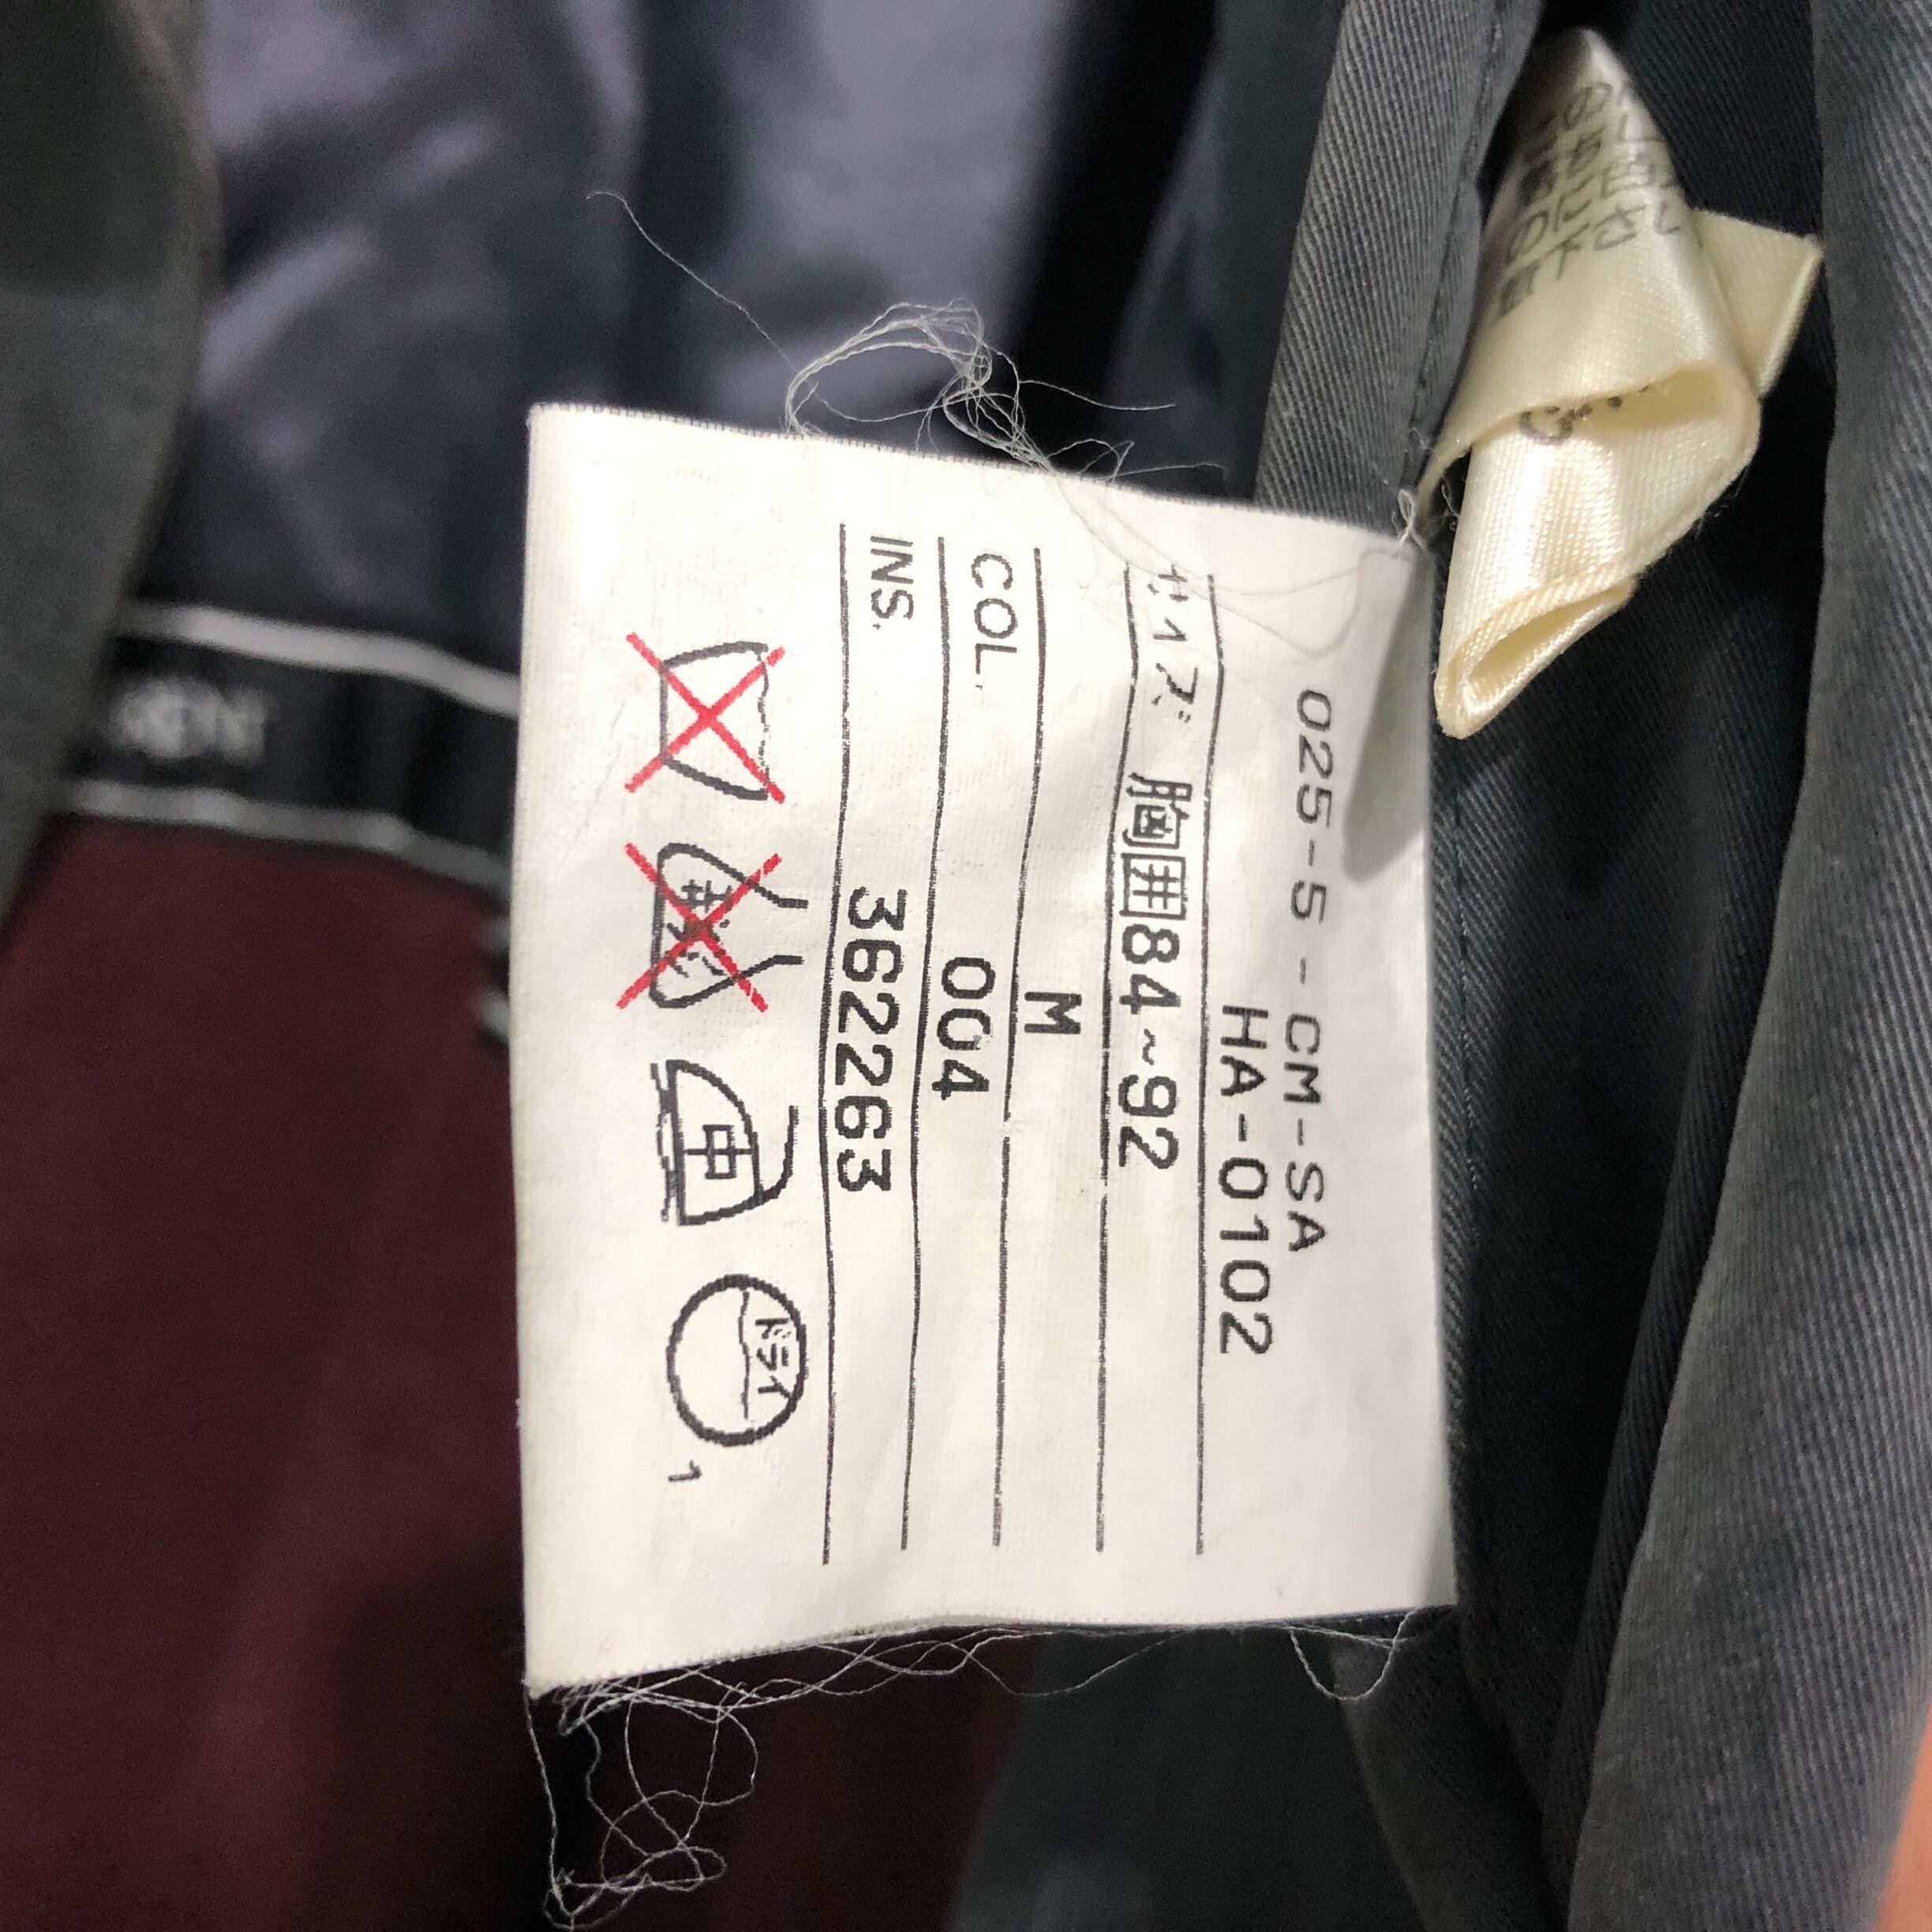 025-5-CM-SA
HA-0102
サイズ 胸囲84~92
M
COL. 004
INS. 362263
中
ドライ
1